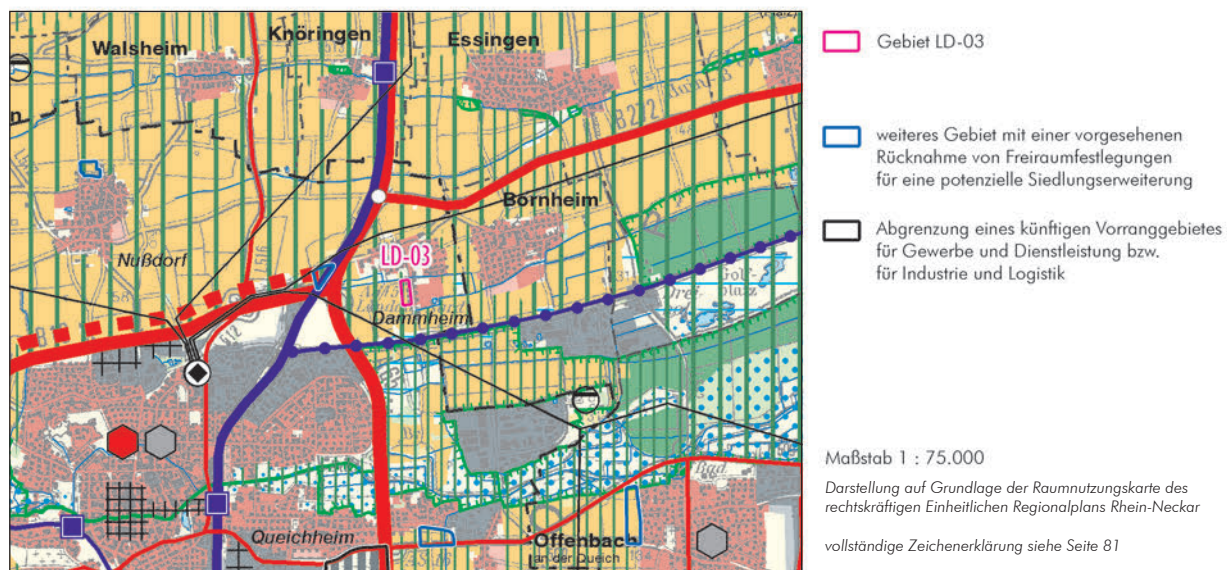 Walsheim
Knöringen
Essingen
Nußdorf
Bornheim
LD-03
Dammheim
Queichheim
Offenbach
an der Queich
Bad
Gebiet LD-03
weiteres Gebiet mit einer vorgesehenen
Rücknahme von Freiraumfestlegungen
für eine potenzielle Siedlungserweiterung
Abgrenzung eines künftigen Vorranggebietes
für Gewerbe und Dienstleistung bzw.
für Industrie und Logistik
Maßstab 1 : 75.000
Darstellung auf Grundlage der Raumnutzungskarte des
rechtskräftigen Einheitlichen Regionalplans Rhein-Neckar
vollständige Zeichenerklärung siehe Seite 81